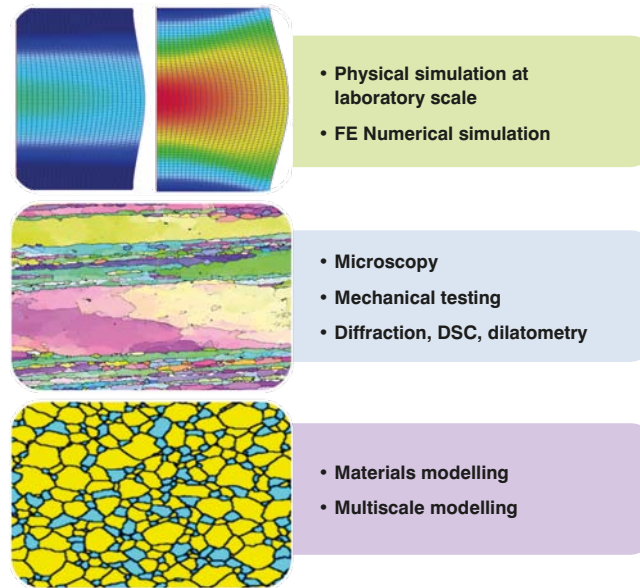 • Physical simulation at
laboratory scale
• FE Numerical simulation
• Microscopy
• Mechanical testing
• Diffraction, DSC, dilatometry
• Materials modelling
• Multiscale modelling